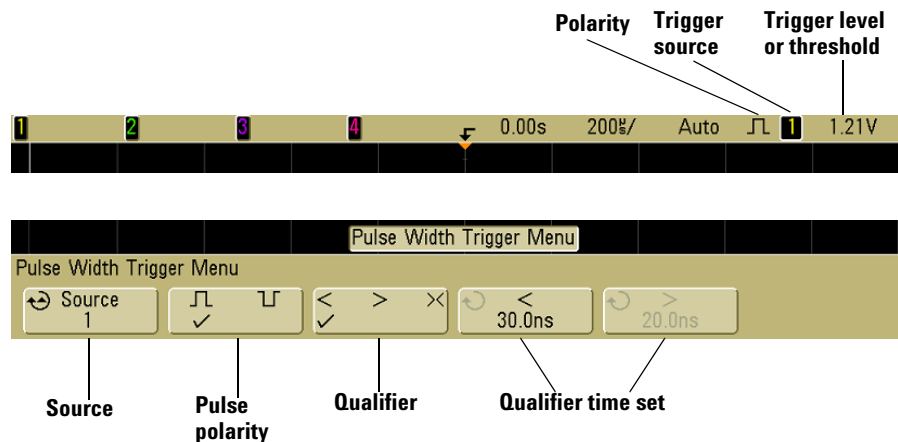 Polarity Trigger source Trigger level or threshold
1 2 3 4 0.00s 200µs/ Auto 1 1.21V
Pulse Width Trigger Menu
Pulse Width Trigger Menu
Source < > >< < >
1 30.0ns 20.0ns
Source Pulse polarity Qualifier Qualifier time set